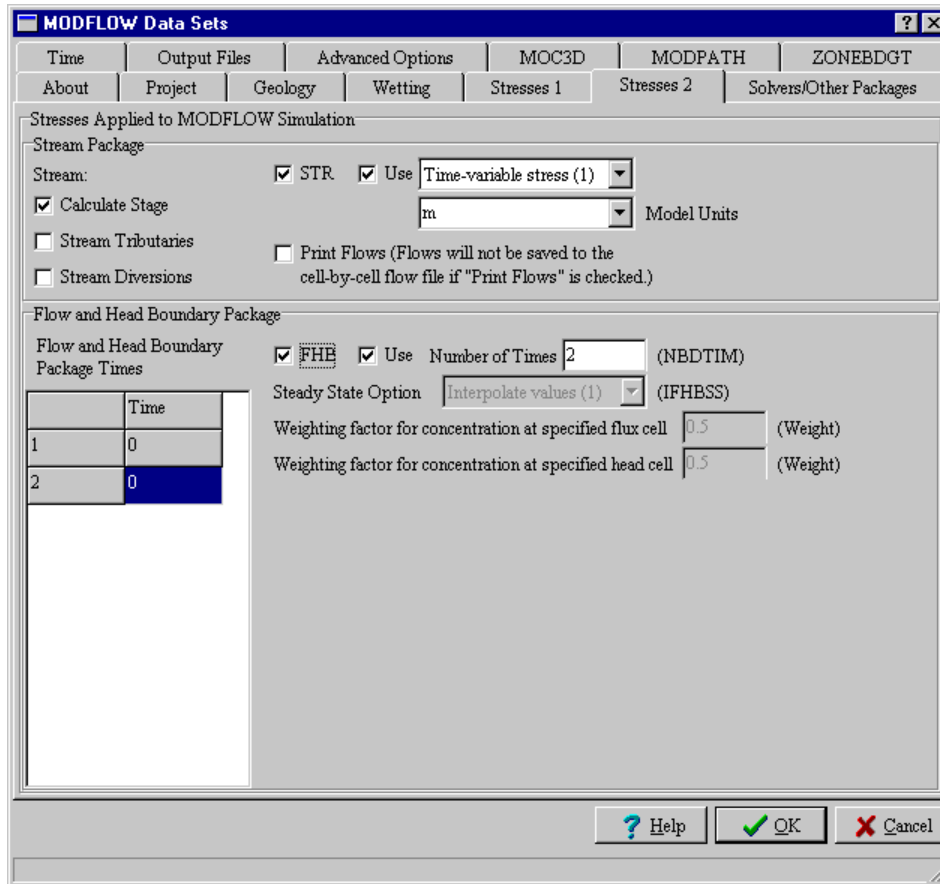 MODFLOW Data Sets
Time Output Files Advanced Options MOC3D MODPATH ZONEBDGT
About Project Geology Wetting Stresses 1 Stresses 2 Solvers/Other Packages
Stresses Applied to MODFLOW Simulation
Stream Package
Stream: STR Use Time-variable stress (1)
Calculate Stage m Model Units
Stream Tributaries
Print Flows (Flows will not be saved to the
Stream Diversions cell-by-cell flow file if "Print Flows" is checked.)
Flow and Head Boundary Package
Flow and Head Boundary
Package Times
FHB Use Number of Times 2 (NBDTIM)
Steady State Option Interpolate values (1) (IFHBSS)
Time
Weighting factor for concentration at specified flux cell 0.5 (Weight)
1 0
Weighting factor for concentration at specified head cell 0.5 (Weight)
2 0
? Help OK Cancel